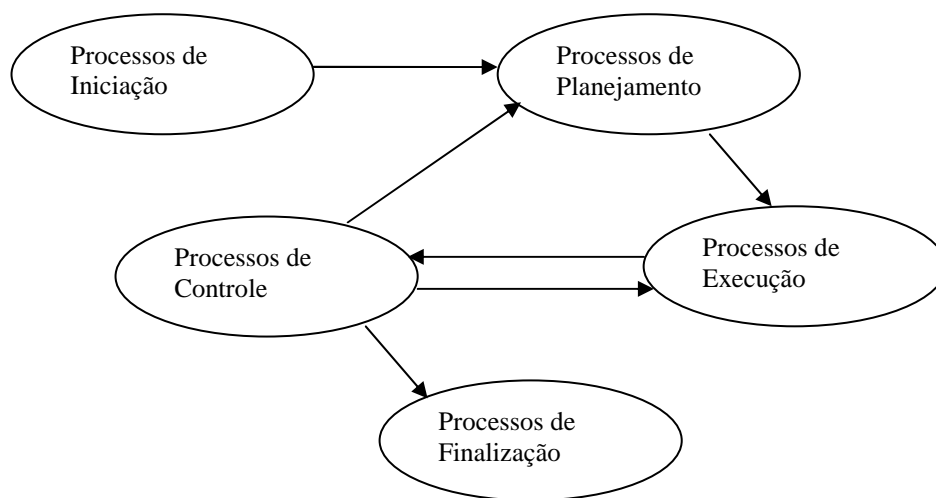 Processos de
Iniciação
Processos de
Planejamento
Processos de
Controle
Processos de
Execução
Processos de
Finalização